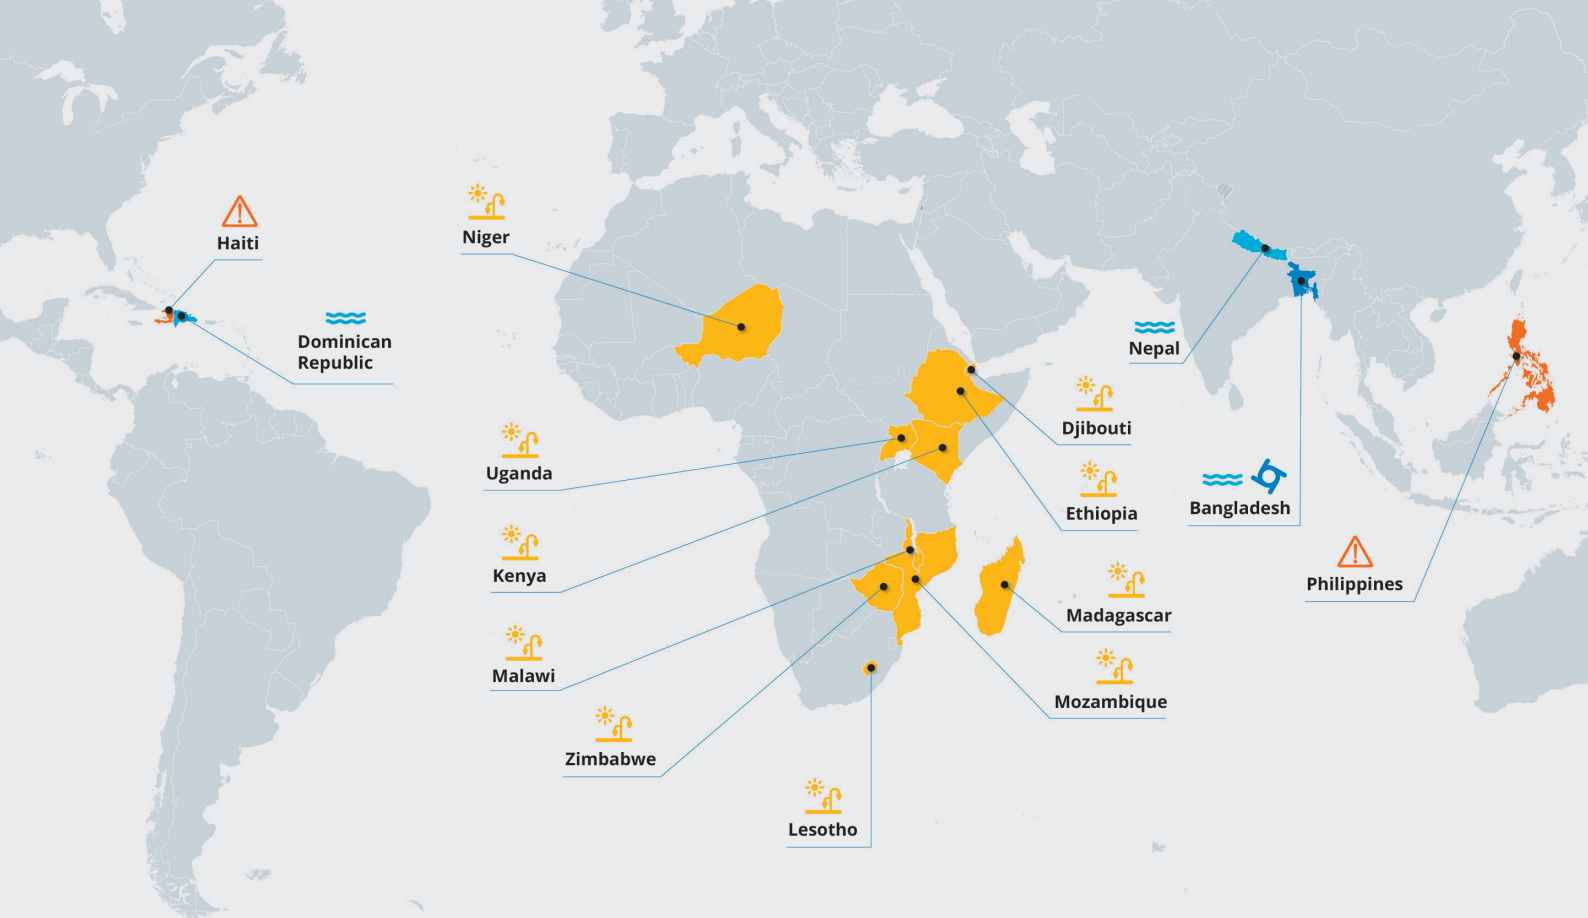 Haiti
Niger
Dominican
Republic
Nepal
Djibouti
Uganda
Bangladesh
Ethiopia
Kenya
Philippines
Madagascar
Malawi
Mozambique
Zimbabwe
Lesotho